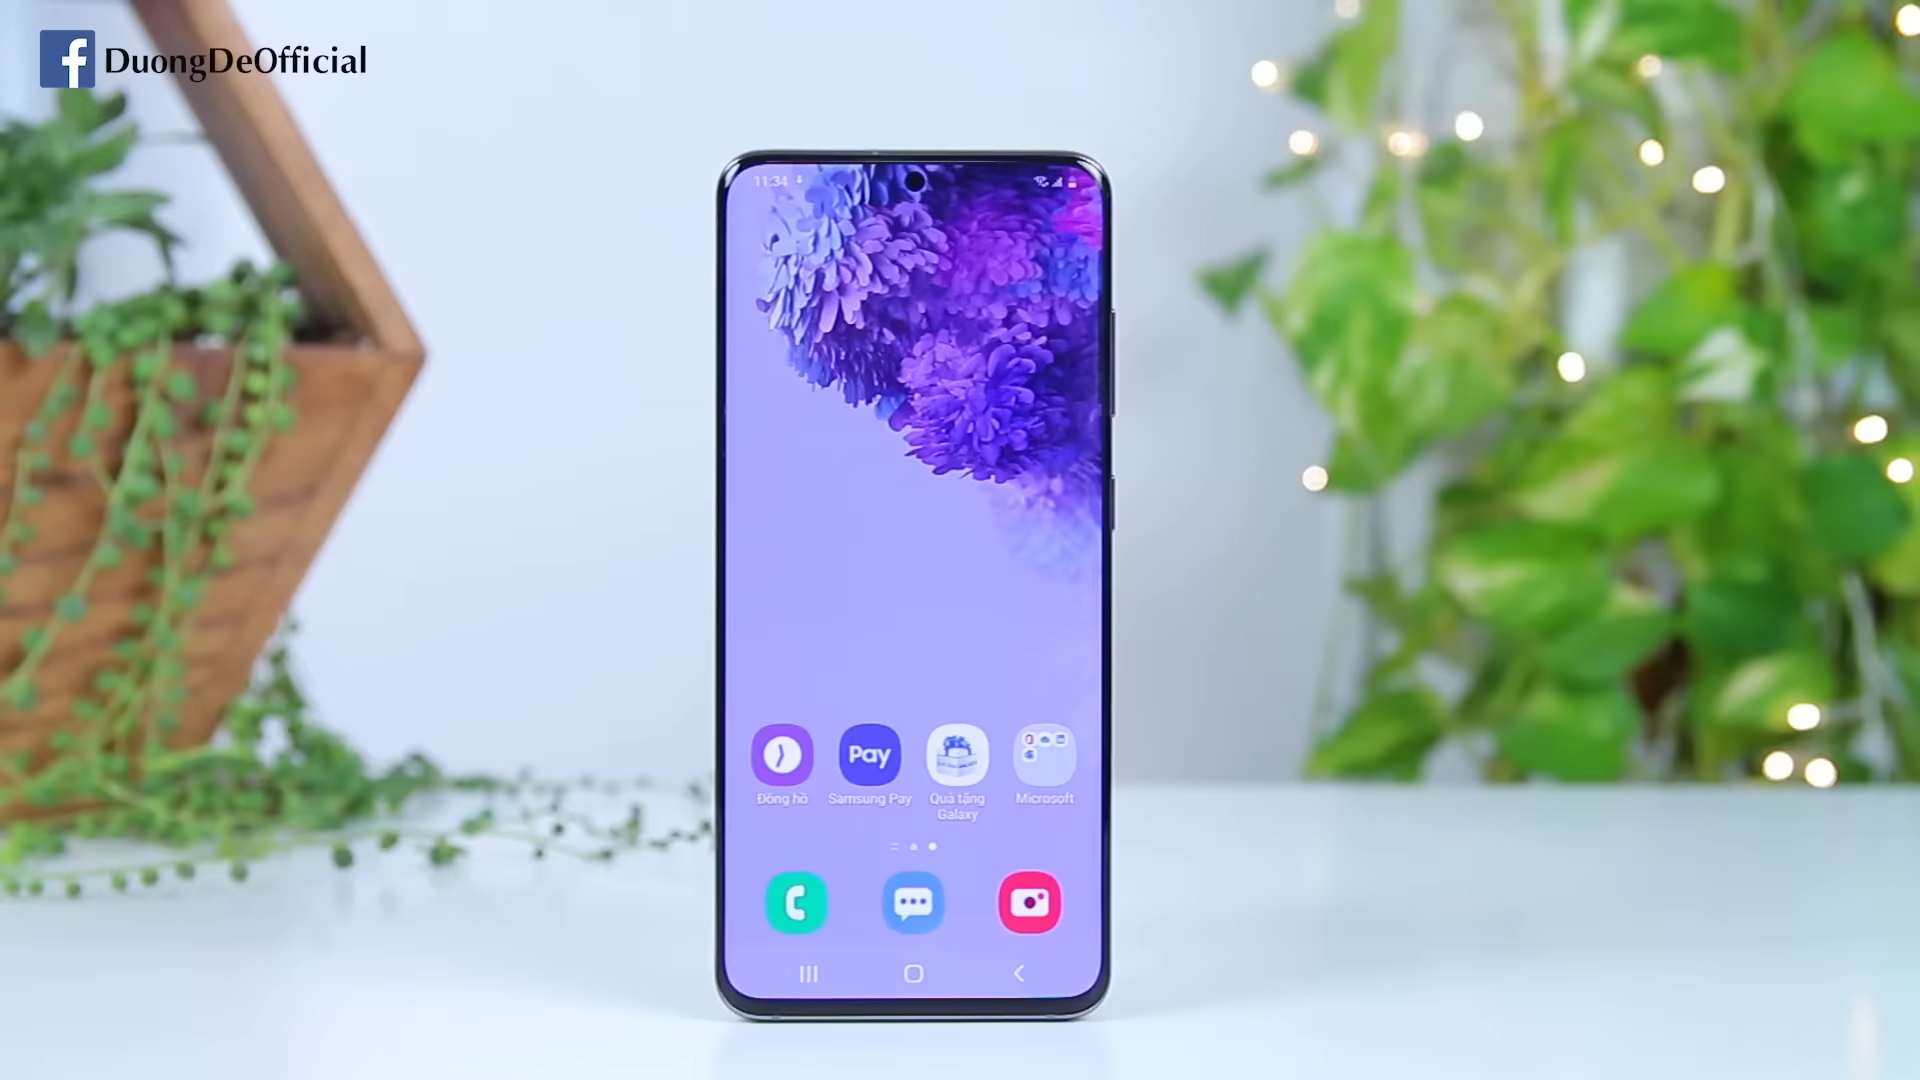 DuongDeOfficial
11:34
Pay
Đồng hồ
Samsung Pay
Quà tặng
Galaxy
Microsoft